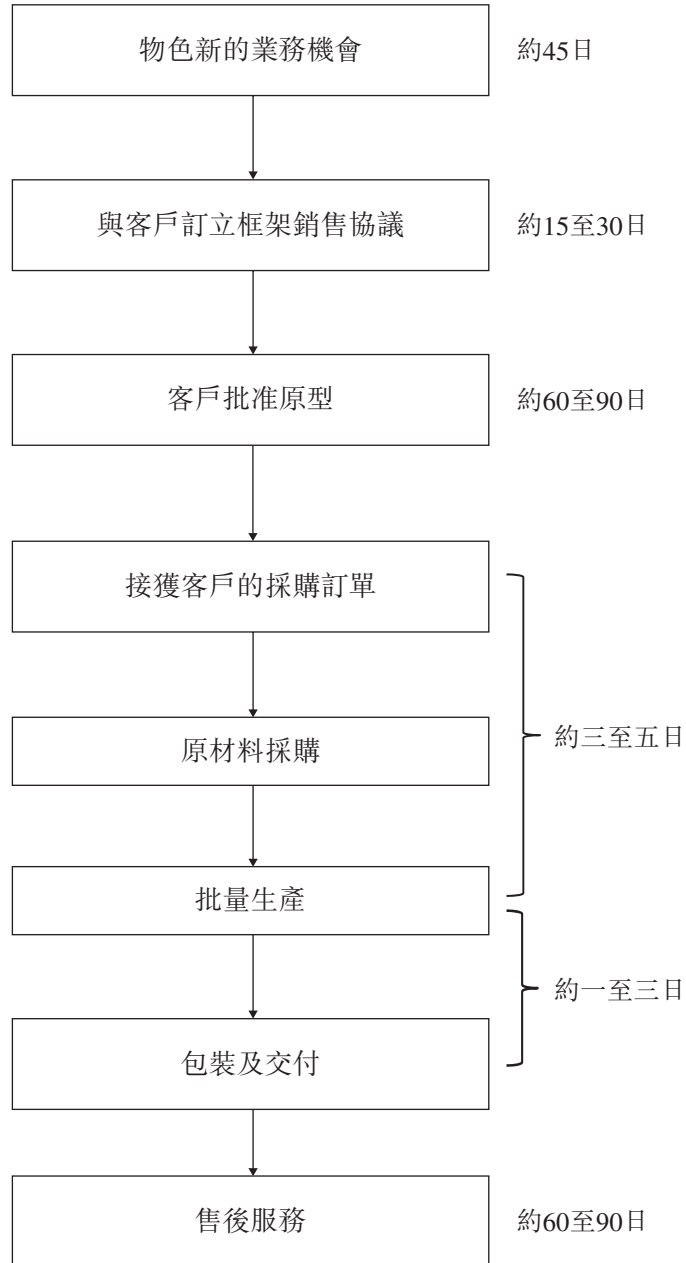 物色新的業務機會 約45日
與客戶訂立框架銷售協議 約15至30日
客戶批准原型 約60至90日
接獲客戶的採購訂單
原材料採購
約三至五日
批量生產
約一至三日
包裝及交付
售後服務 約60至90日